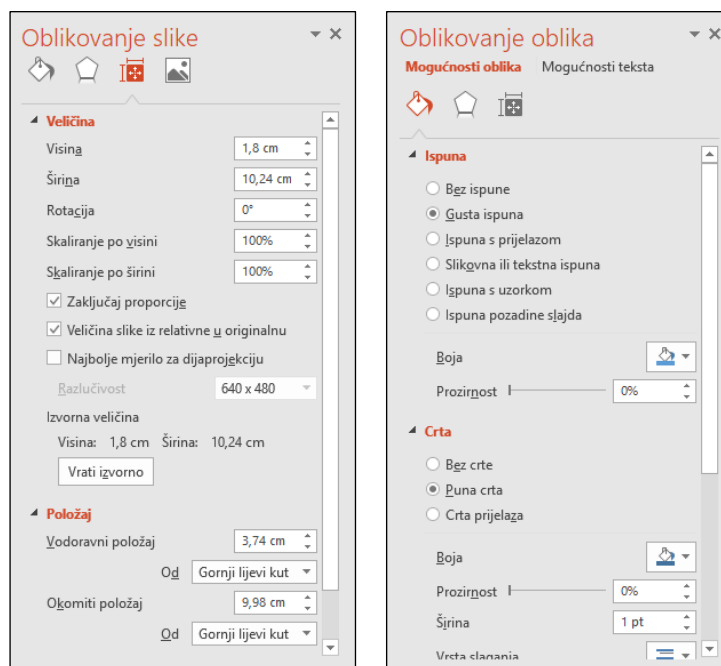 Oblikovanje slike
Veličina
Visina 1,8 cm
Širina 10,24 cm
Rotacija 0°
Skaliranje po visini 100%
Skaliranje po širini 100%
Zaključaj proporcije
Veličina slike iz relativne u originalnu
Najbolje mjerilo za dijaprojekciju
Razlučivost 640 x 480
Izvorna veličina
Visina: 1,8 cm Širina: 10,24 cm
Vrati izvorno
Položaj
Vodoravni položaj 3,74 cm
Od Gornji lijevi kut
Okomiti položaj 9,98 cm
Od Gornji lijevi kut
Oblikovanje oblika
Mogućnosti oblika Mogućnosti teksta
Ispuna
Bez ispune
Gusta ispuna
Ispuna s prijelazom
Slikovna ili tekstna ispuna
Ispuna s uzorkom
Ispuna pozadine slajda
Boja
Prozirnost 0%
Crta
Bez crte
Puna crta
Crta prijelaza
Boja
Prozirnost 0%
Širina 1 pt
Vrsta slaganja